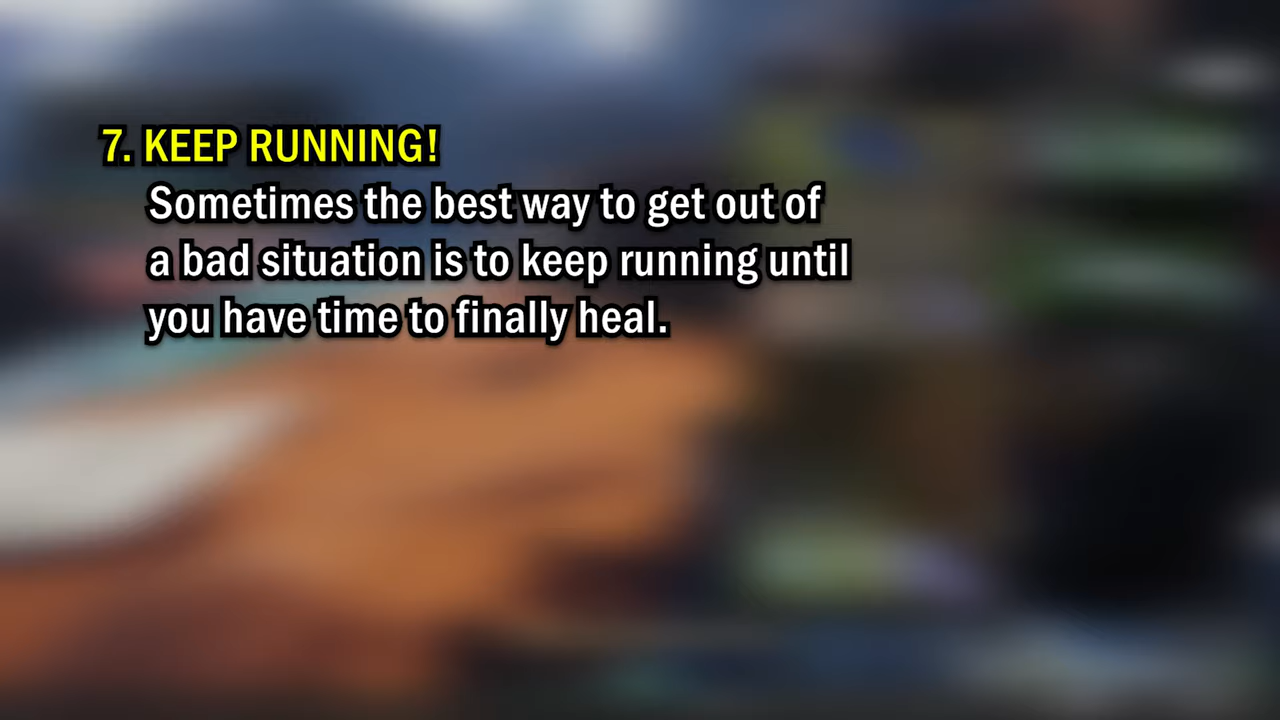 7. KEEP RUNNING!
Sometimes the best way to get out of
a bad situation is to keep running until
you have time to finally heal.